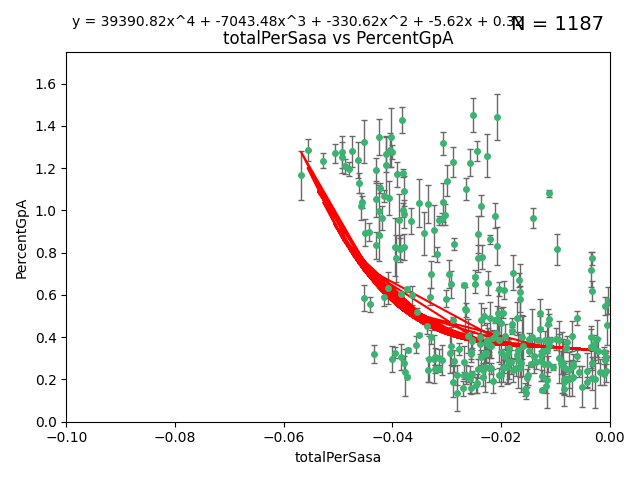 y = 39390.82x^4 + -7043.48x^3 + -330.62x^2 + -5.62x + 0.32
N = 1187
totalPerSasa vs PercentGpA
1.6
1.4
1.2
1.0
0.8
0.6
0.4
0.2
0.0
PercentGpA
−0.10 −0.08 −0.06 −0.04 −0.02 0.00
totalPerSasa